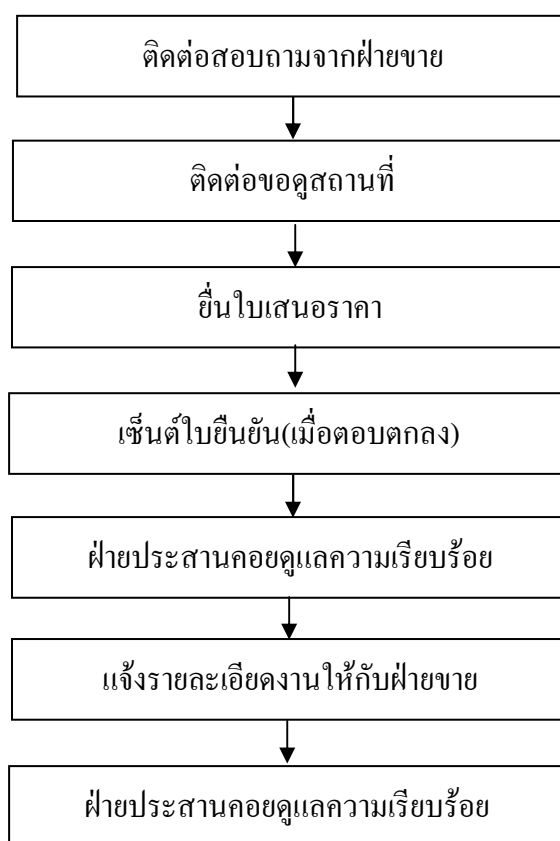 ติดต่อสอบถามจากฝ่ายขาย
ติดต่อขอดูสถานที่
ยื่นใบเสนอราคา
เซ็นต์ใบยืนยัน(เมื่อตอบตกลง)
ฝ่ายประสานคอยดูแลความเรียบร้อย
แจ้งรายละเอียดงานให้กับฝ่ายขาย
ฝ่ายประสานคอยดูแลความเรียบร้อย